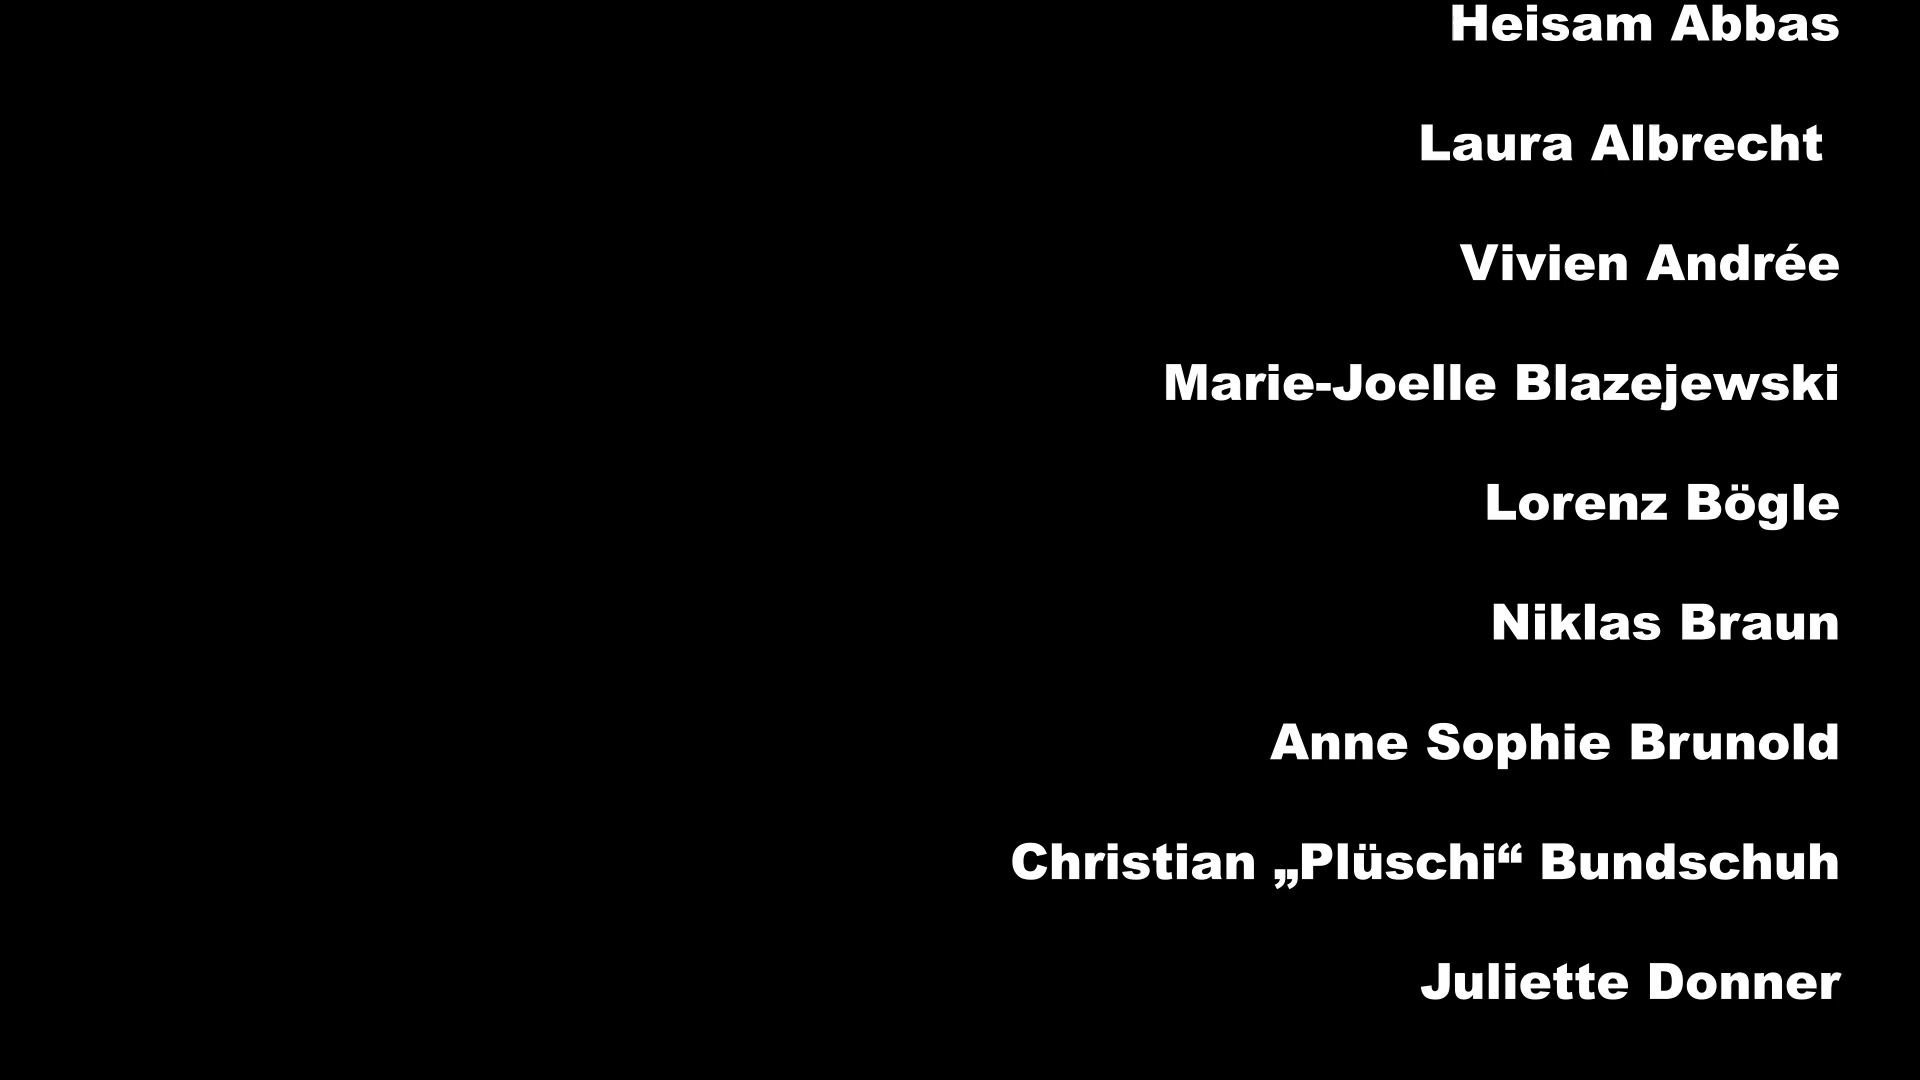 Heisam Abbas
Laura Albrecht
Vivien Andrée
Marie-Joelle Blazejewski
Lorenz Bögle
Niklas Braun
Anne Sophie Brunold
Christian „Plüschi“ Bundschuh
Juliette Donner